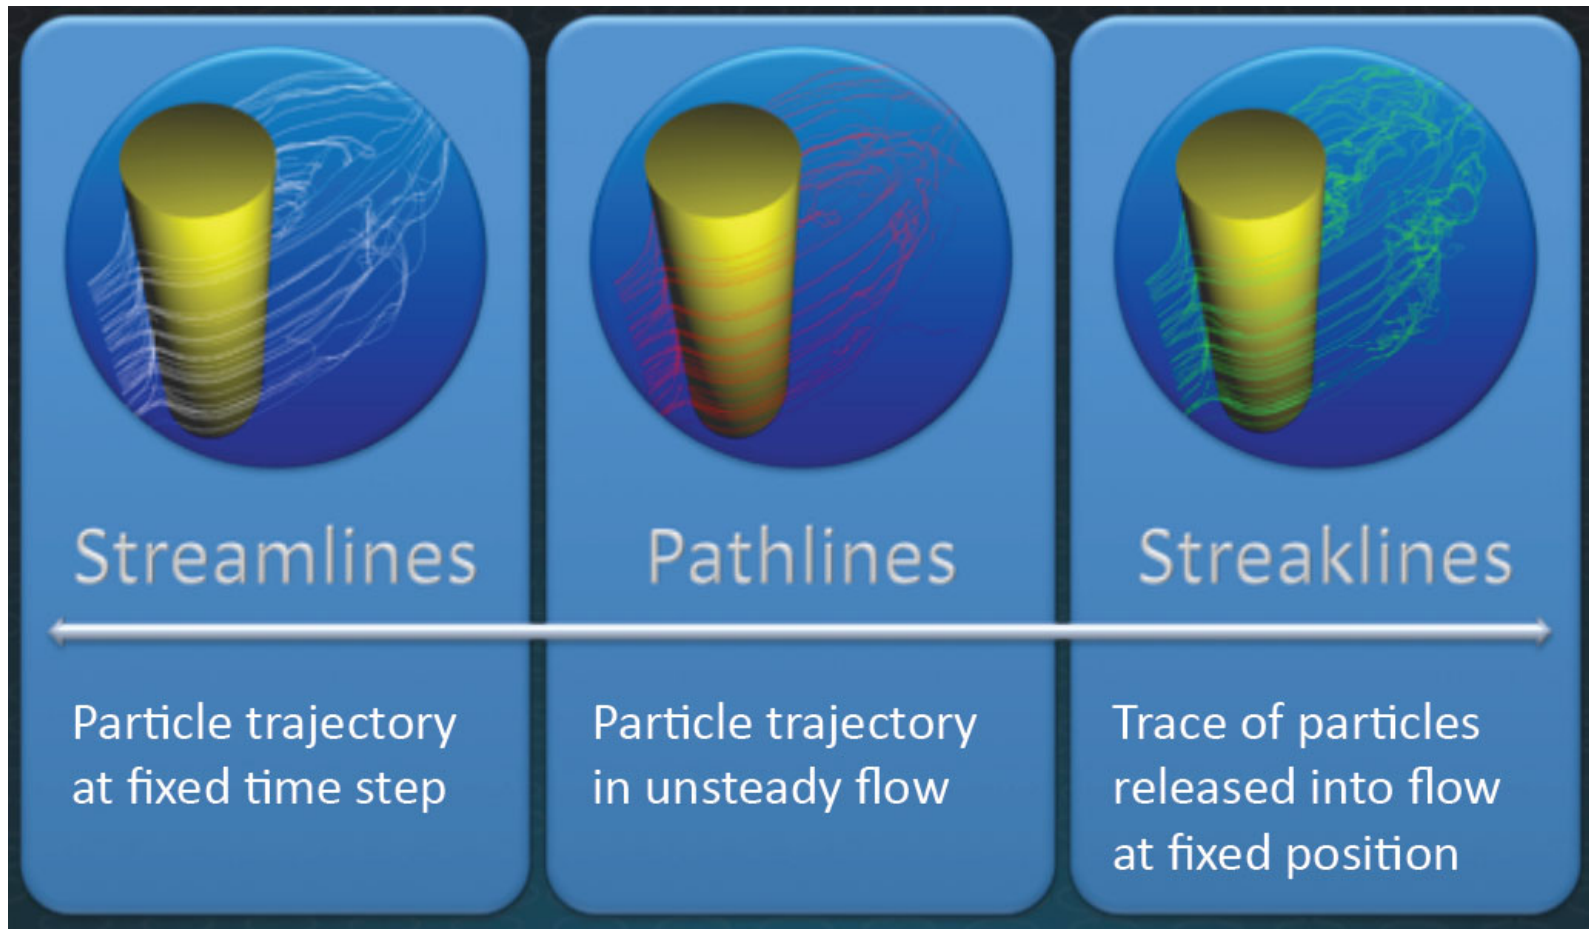 Streamlines
Particle trajectory
at fixed time step
Pathlines
Particle trajectory
in unsteady flow
Streaklines
Trace of particles
released into flow
at fixed position